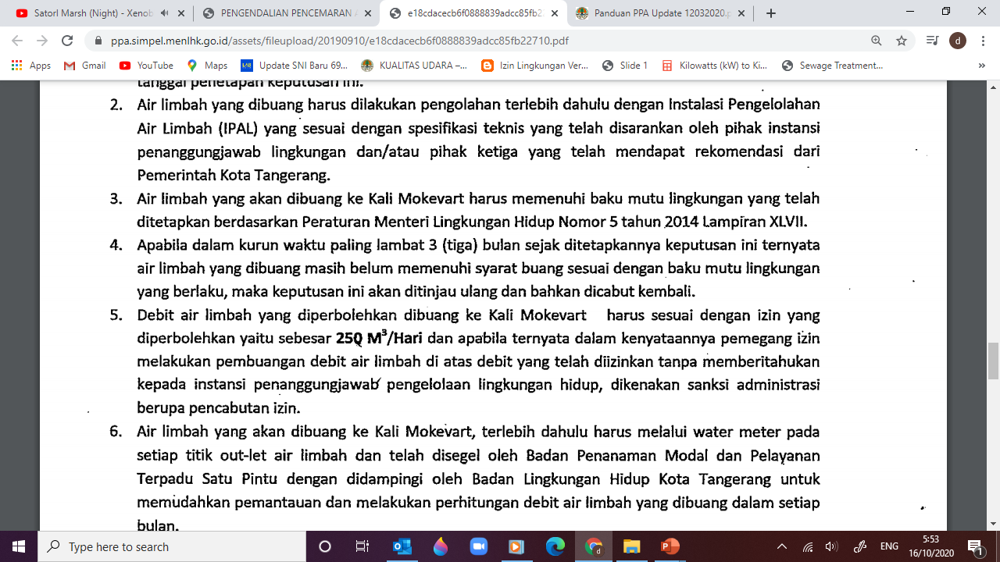 Satorl Marsh (Night) - Xenob
PENGENDALIAN PENCEMARAN A
e18cdacecb6f0888839adcc85fb22
Panduan PPA Update 12032020.p
ppa.simpel.menlhk.go.id/assets/fileupload/20190910/e18cdacecb6f0888839adcc85fb22710.pdf
d
Apps Gmail YouTube Maps Update SNI Baru 69... KUALITAS UDARA –... Izin Lingkungan Ver... Slide 1 Kilowatts (kW) to Ki... Sewage Treatment... »
tanggal penetapan keputusan ini.
2. Air limbah yang dibuang harus dilakukan pengolahan terlebih dahulu dengan Instalasi Pengelolahan
Air Limbah (IPAL) yang sesuai dengan spesifikasi teknis yang telah disarankan oleh pihak instansi
penanggungjawab lingkungan dan/atau pihak ketiga yang telah mendapat rekomendasi dari
Pemerintah Kota Tangerang.
3. Air limbah yang akan dibuang ke Kali Mokevart harus memenuhi baku mutu lingkungan yang telah
ditetapkan berdasarkan Peraturan Menteri Lingkungan Hidup Nomor 5 tahun 2014 Lampiran XLVII.
4. Apabila dalam kurun waktu paling lambat 3 (tiga) bulan sejak ditetapkannya keputusan ini ternyata
air limbah yang dibuang masih belum memenuhi syarat buang sesuai dengan baku mutu lingkungan
yang berlaku, maka keputusan ini akan ditinjau ulang dan bahkan dicabut kembali.
5. Debit air limbah yang diperbolehkan dibuang ke Kali Mokevart harus sesuai dengan izin yang
diperbolehkan yaitu sebesar 250 M³/Hari dan apabila ternyata dalam kenyataannya pemegang izin
melakukan pembuangan debit air limbah di atas debit yang telah diizinkan tanpa memberitahukan
kepada instansi penanggungjawab pengelolaan lingkungan hidup, dikenakan sanksi administrasi
berupa pencabutan izin.
6. Air limbah yang akan dibuang ke Kali Mokevart, terlebih dahulu harus melalui water meter pada
setiap titik out-let air limbah dan telah disegel oleh Badan Penanaman Modal dan Pelayanan
Terpadu Satu Pintu dengan didampingi oleh Badan Lingkungan Hidup Kota Tangerang untuk
memudahkan pemantauan dan melakukan perhitungan debit air limbah yang dibuang dalam setiap
bulan.
Type here to search
ENG
5:53
16/10/2020
1